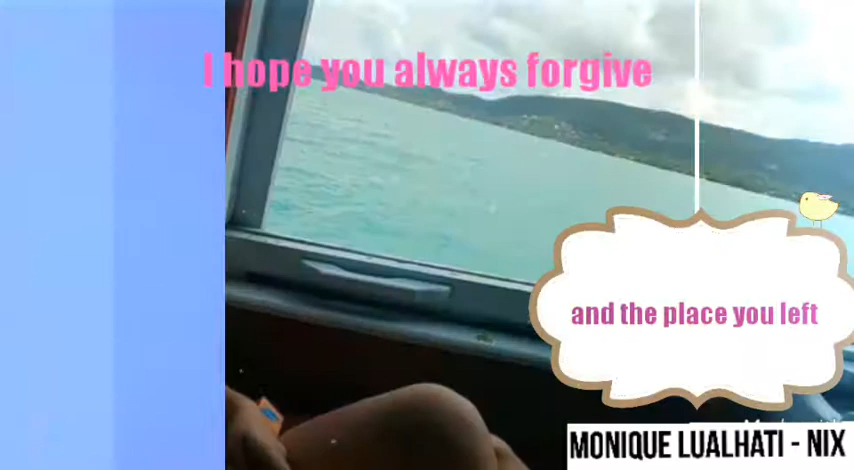 I hope you always forgive
and the place you left
MONIQUE LUALHATI - NIX